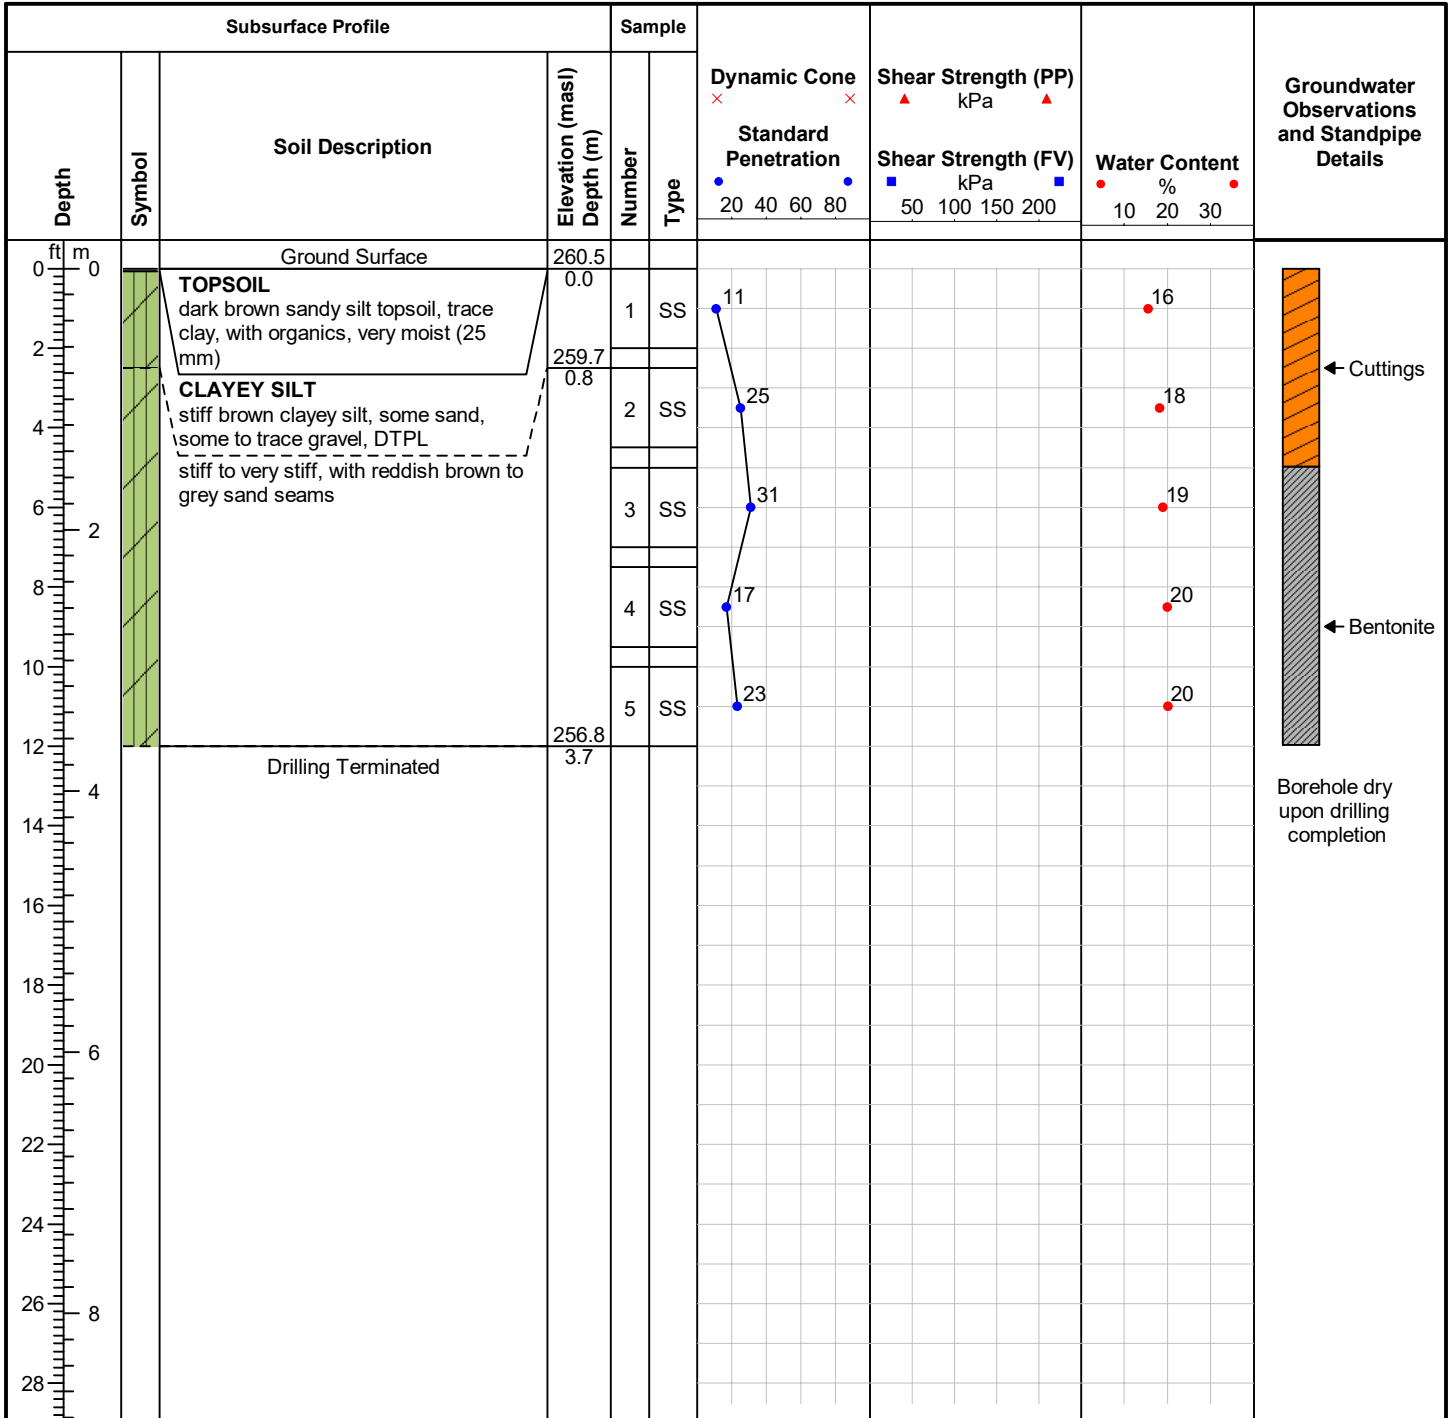 Subsurface Profile
Sample
Depth
Symbol
Soil Description
Elevation (masl)
Depth (m)
Number
Type
Dynamic Cone
Standard
Penetration
20 40 60 80
Shear Strength (PP)
kPa
Shear Strength (FV)
kPa
50 100 150 200
Water Content
%
10 20 30
Groundwater
Observations
and Standpipe
Details
ft m
Ground Surface
260.5
0 0
0.0
TOPSOIL
dark brown sandy silt topsoil, trace
clay, with organics, very moist (25
mm)
1 SS
11
16
2
259.7
0.8
Cuttings
CLAYEY SILT
stiff brown clayey silt, some sand,
some to trace gravel, DTPL
2 SS
25
18
4
stiff to very stiff, with reddish brown to
grey sand seams
3 SS
31
19
6
2
8
4 SS
17
20
Bentonite
10
5 SS
23
20
256.8
12
3.7
Drilling Terminated
4
Borehole dry
upon drilling
completion
14
16
18
6
20
22
24
26
8
28